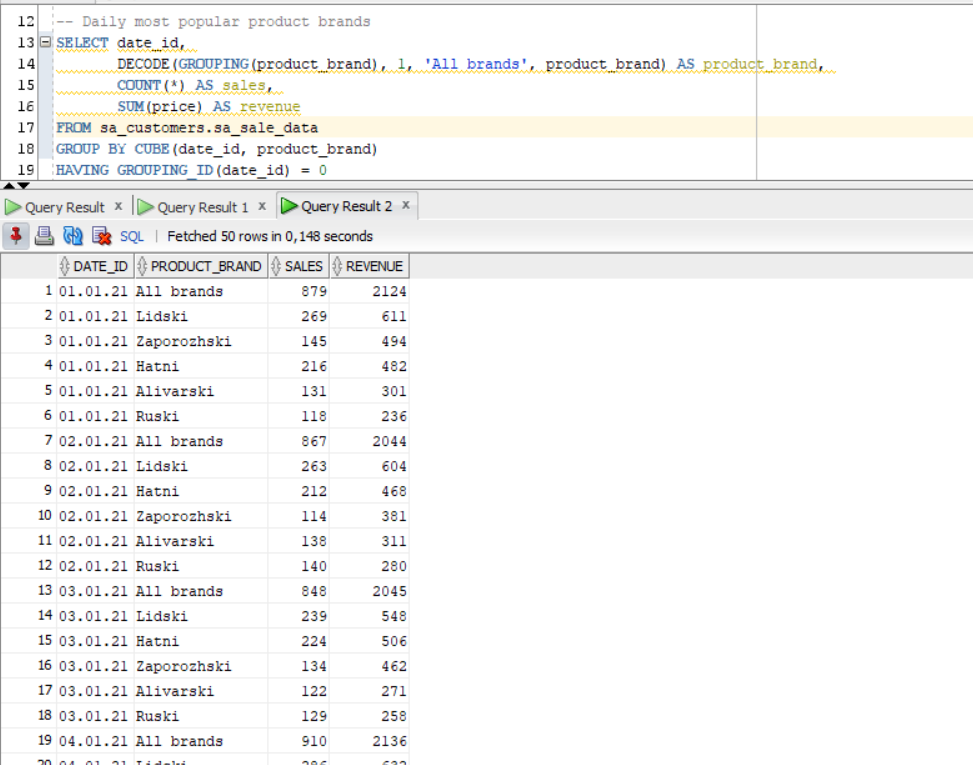 12 -- Daily most popular product brands
13 SELECT date_id,
14 DECODE(GROUPING(product_brand), 1, 'All brands', product_brand) AS product_brand,
15 COUNT(*) AS sales,
16 SUM(price) AS revenue
17 FROM sa_customers.sa_sale_data
18 GROUP BY CUBE(date_id, product_brand)
19 HAVING GROUPING_ID(date_id) = 0
Query Result x Query Result 1 x Query Result 2 x
SQL | Fetched 50 rows in 0,148 seconds
DATE_ID PRODUCT_BRAND SALES REVENUE
1 01.01.21 All brands 879 2124
2 01.01.21 Lidski 269 611
3 01.01.21 Zaporozhski 145 494
4 01.01.21 Hatni 216 482
5 01.01.21 Alivarski 131 301
6 01.01.21 Ruski 118 236
7 02.01.21 All brands 867 2044
8 02.01.21 Lidski 263 604
9 02.01.21 Hatni 212 468
10 02.01.21 Zaporozhski 114 381
11 02.01.21 Alivarski 138 311
12 02.01.21 Ruski 140 280
13 03.01.21 All brands 848 2045
14 03.01.21 Lidski 239 548
15 03.01.21 Hatni 224 506
16 03.01.21 Zaporozhski 134 462
17 03.01.21 Alivarski 122 271
18 03.01.21 Ruski 129 258
19 04.01.21 All brands 910 2136
20 04.01.21 Lidski